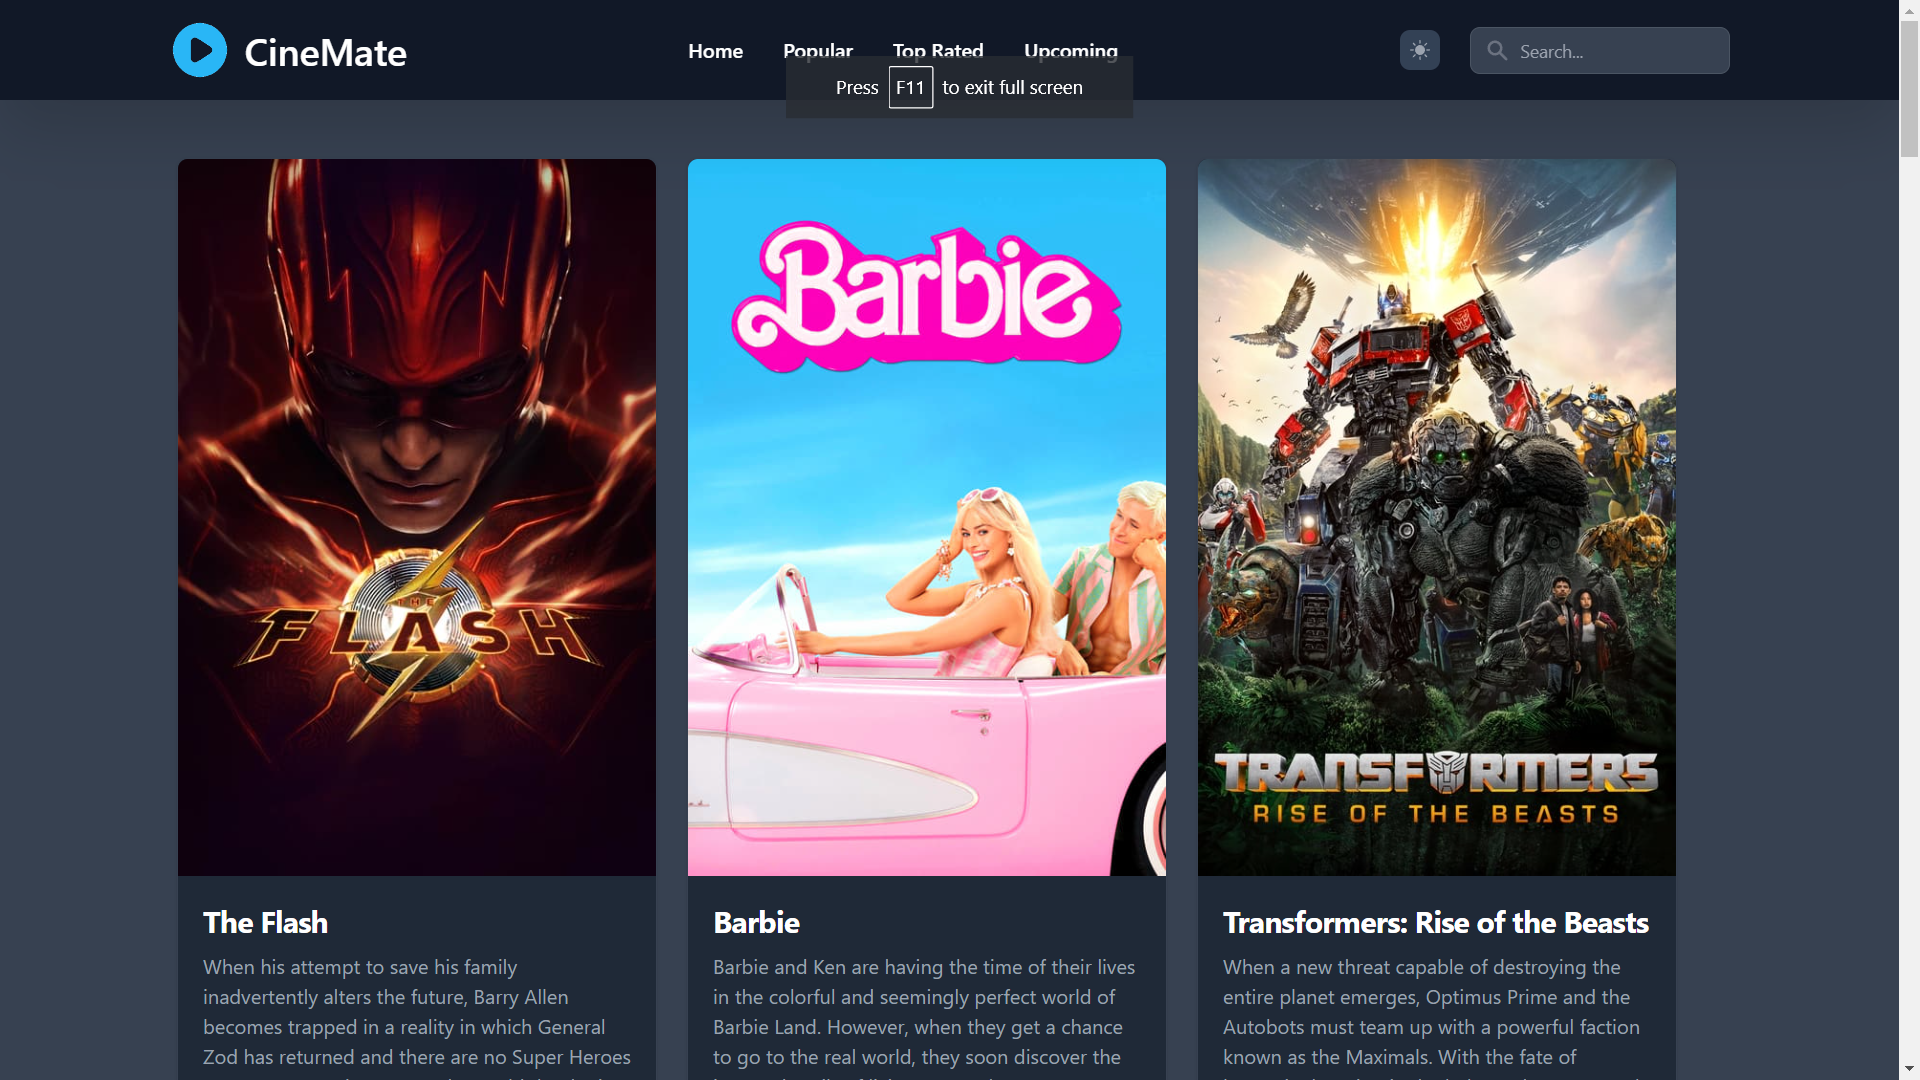 CineMate
Home
Popular
Top Rated
Upcoming
Search...
Press F11 to exit full screen
THE
FLASH
Barbie
TRANSFORMERS
RISE OF THE BEASTS
The Flash
When his attempt to save his family
inadvertently alters the future, Barry Allen
becomes trapped in a reality in which General
Zod has returned and there are no Super Heroes
Barbie
Barbie and Ken are having the time of their lives
in the colorful and seemingly perfect world of
Barbie Land. However, when they get a chance
to go to the real world, they soon discover the
Transformers: Rise of the Beasts
When a new threat capable of destroying the
entire planet emerges, Optimus Prime and the
Autobots must team up with a powerful faction
known as the Maximals. With the fate of